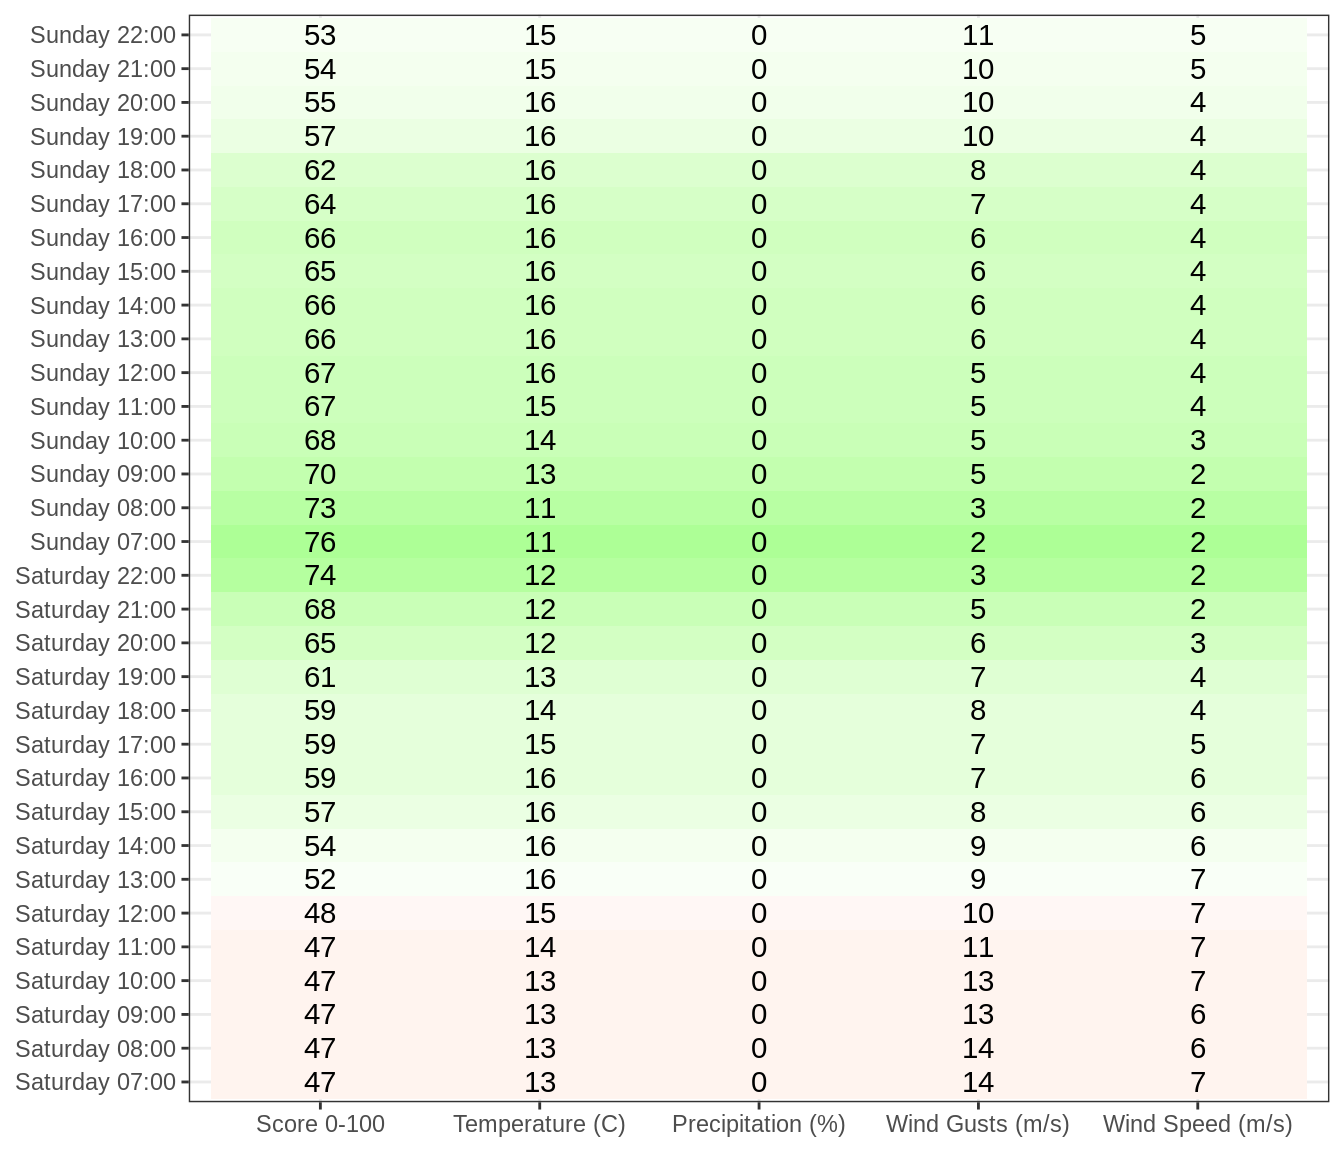 Sunday 22:00 53 15 0 11 5
Sunday 21:00 54 15 0 10 5
Sunday 20:00 55 16 0 10 4
Sunday 19:00 57 16 0 10 4
Sunday 18:00 62 16 0 8 4
Sunday 17:00 64 16 0 7 4
Sunday 16:00 66 16 0 6 4
Sunday 15:00 65 16 0 6 4
Sunday 14:00 66 16 0 6 4
Sunday 13:00 66 16 0 6 4
Sunday 12:00 67 16 0 5 4
Sunday 11:00 67 15 0 5 4
Sunday 10:00 68 14 0 5 3
Sunday 09:00 70 13 0 5 2
Sunday 08:00 73 11 0 3 2
Sunday 07:00 76 11 0 2 2
Saturday 22:00 74 12 0 3 2
Saturday 21:00 68 12 0 5 2
Saturday 20:00 65 12 0 6 3
Saturday 19:00 61 13 0 7 4
Saturday 18:00 59 14 0 8 4
Saturday 17:00 59 15 0 7 5
Saturday 16:00 59 16 0 7 6
Saturday 15:00 57 16 0 8 6
Saturday 14:00 54 16 0 9 6
Saturday 13:00 52 16 0 9 7
Saturday 12:00 48 15 0 10 7
Saturday 11:00 47 14 0 11 7
Saturday 10:00 47 13 0 13 7
Saturday 09:00 47 13 0 13 6
Saturday 08:00 47 13 0 14 6
Saturday 07:00 47 13 0 14 7
Score 0-100 Temperature (C) Precipitation (%) Wind Gusts (m/s) Wind Speed (m/s)